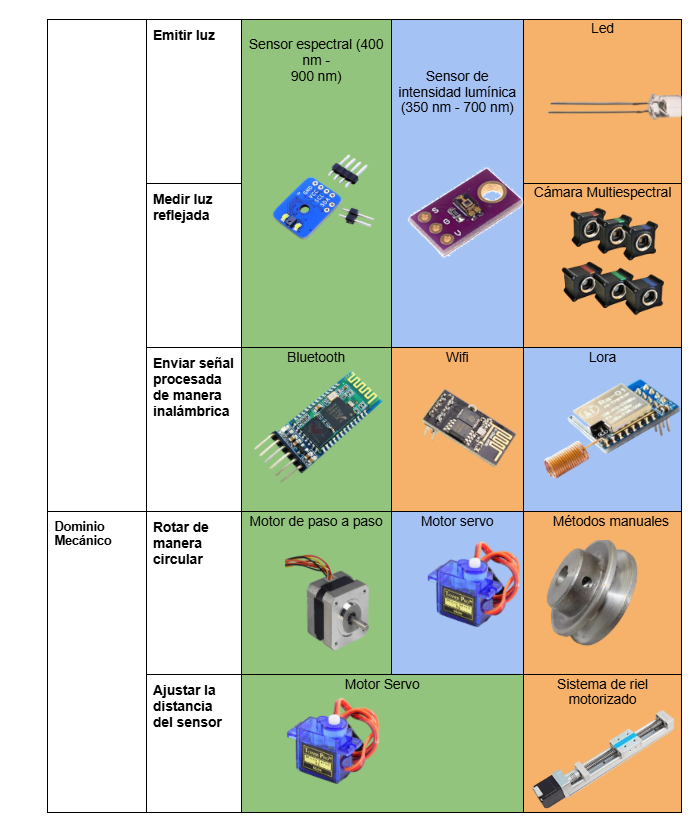 Emitir luz
Sensor espectral (400
nm -
900 nm)
Sensor de
intensidad lumínica
(350 nm - 700 nm)
Led
Medir luz
reflejada
Cámara Multiespectral
Enviar señal
procesada
de manera
inalámbrica
Bluetooth
Wifi
Lora
Dominio
Mecánico
Rotar de
manera
circular
Motor de paso a paso
Motor servo
Métodos manuales
Ajustar la
distancia
del sensor
Motor Servo
Sistema de riel
motorizado